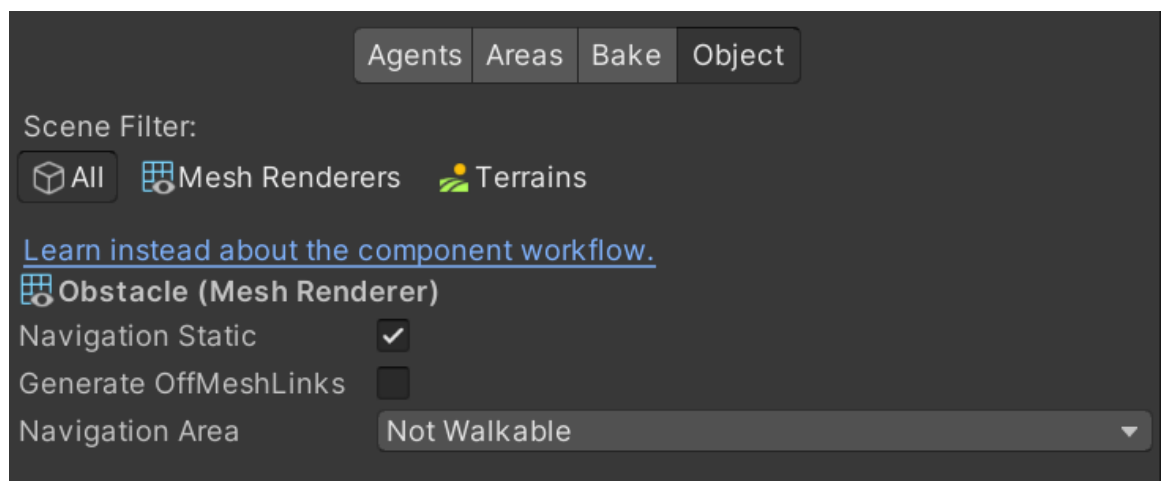 Agents Areas Bake Object
Scene Filter:
All Mesh Renderers Terrains
Learn instead about the component workflow.
Obstacle (Mesh Renderer)
Navigation Static
Generate OffMeshLinks
Navigation Area Not Walkable